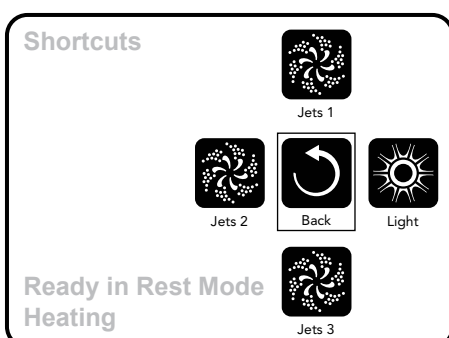 Shortcuts
Jets 1
Jets 2
Back
Light
Ready in Rest Mode
Heating
Jets 3